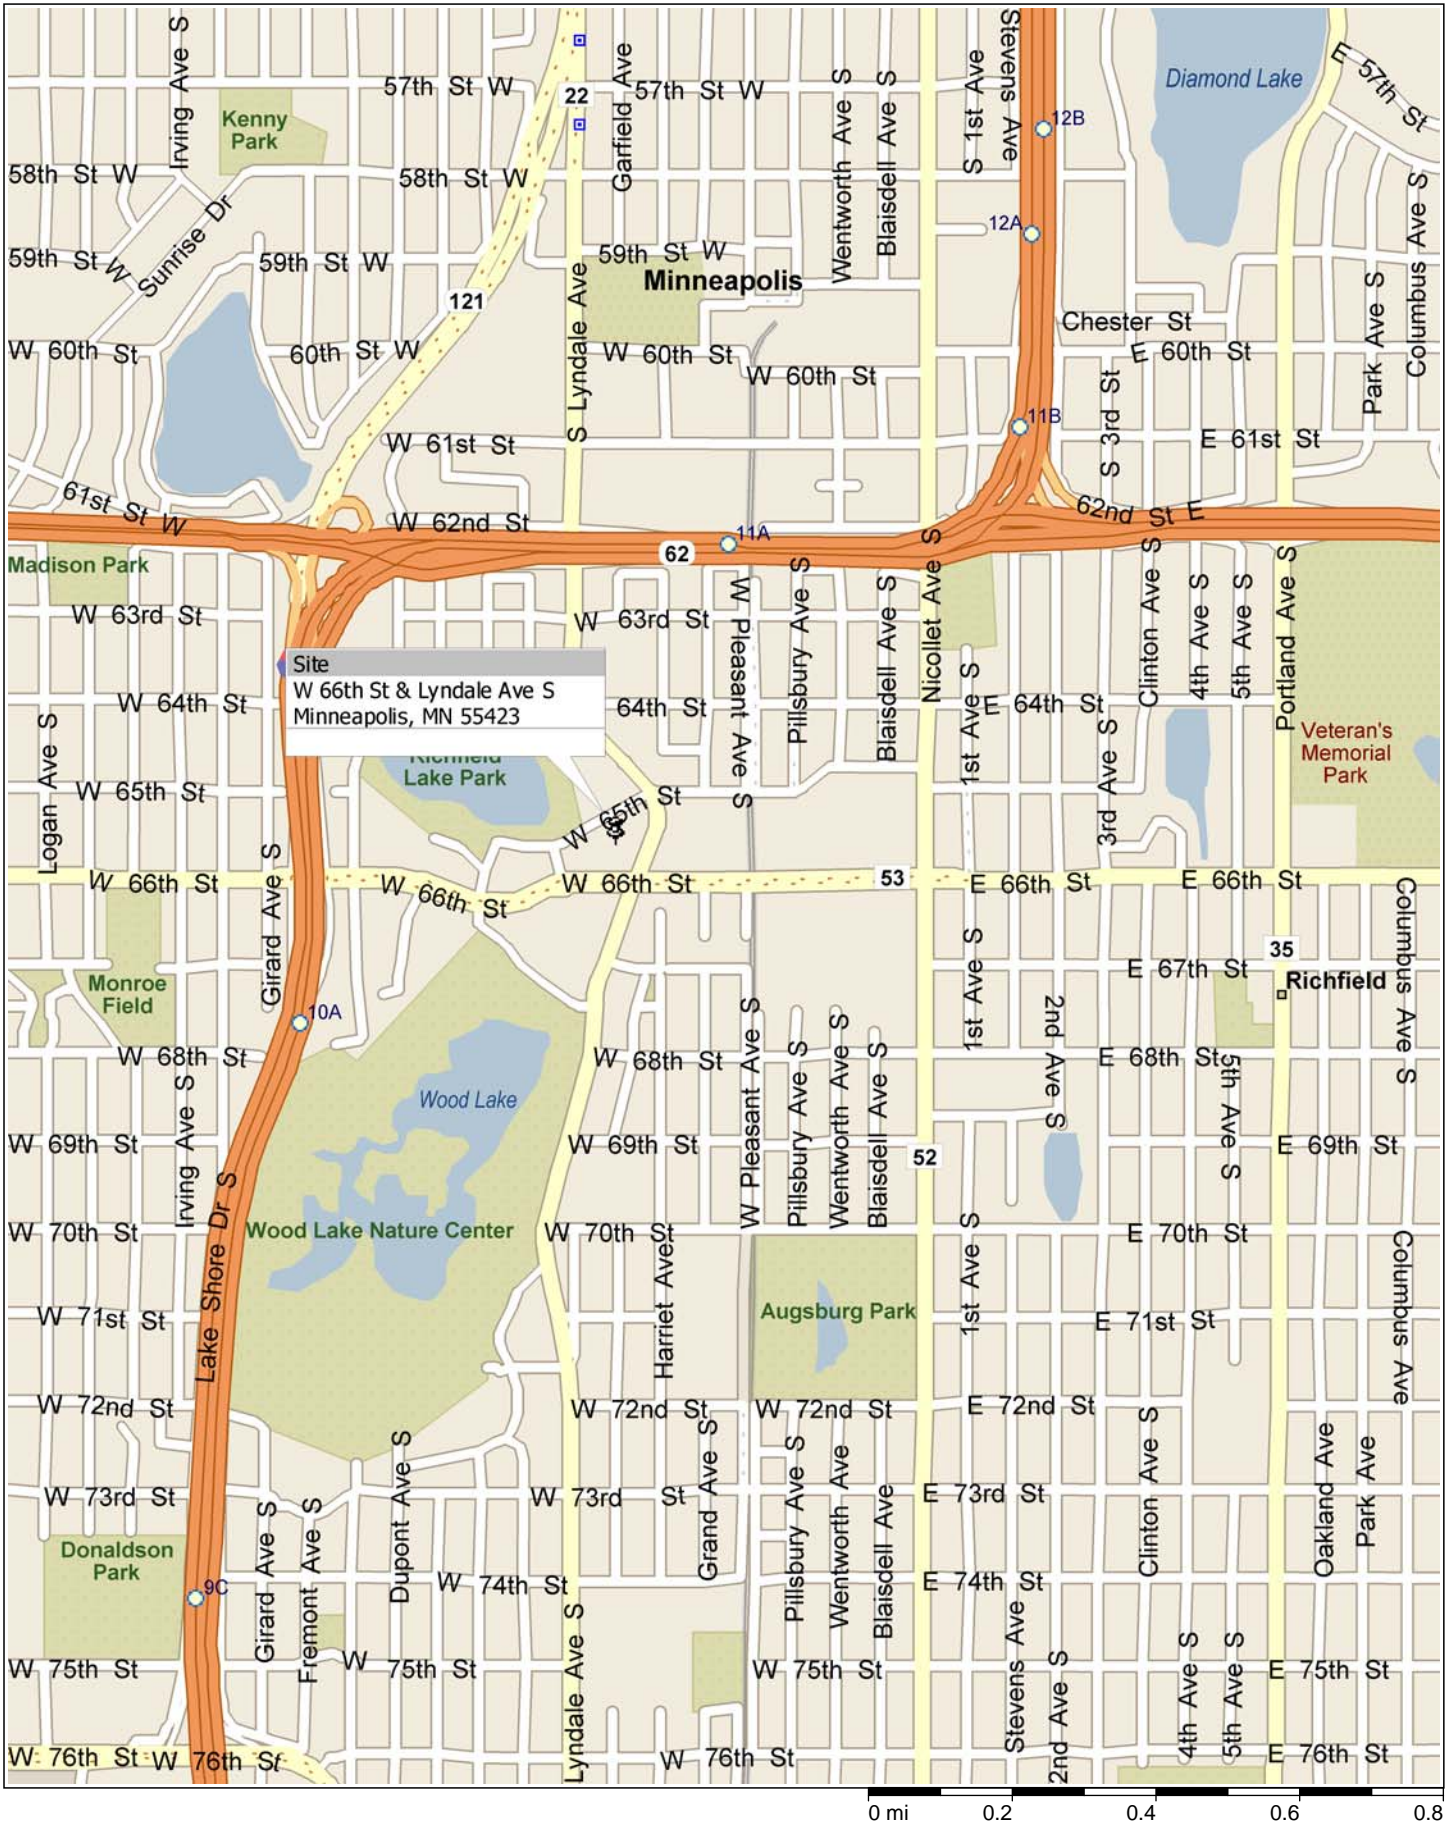 Irving Ave S
57th St W
22
Garfield Ave
57th St W
Wentworth Ave S
Blaisdell Ave S
S 1st Ave
Stevens Ave
Diamond Lake
E 57th St
Kenny
Park
12B
58th St W
58th St W
Sunrise Dr
12A
Columbus Ave S
59th St W
59th St W
59th St W
Minneapolis
121
S Lyndale Ave
Park Ave S
Chester St
W 60th St
60th St W
W 60th St
W 60th St
E 60th St
S 3rd St
11B
W 61st St
E 61st St
61st St W
W 62nd St
62nd St E
11A
62
Madison Park
W 63rd St
W 63rd St
W Pleasant Ave S
Pillsbury Ave S
Blaisdell Ave S
Nicollet Ave S
Clinton Ave S
4th Ave S
5th Ave S
Portland Ave S
Site
W 66th St & Lyndale Ave S
Minneapolis, MN 55423
W 64th St
64th St
1st Ave S
E 64th St
3rd Ave S
Veteran's
Memorial
Park
Logan Ave S
Richfield
Lake Park
W 65th St
W 65th St
Girard Ave S
W 66th St
W 66th St
W 66th St
53
E 66th St
E 66th St
Columbus Ave S
35
Monroe
Field
1st Ave S
E 67th St
Richfield
10A
2nd Ave S
W 68th St
W 68th St
E 68th St
5th Ave S
Irving Ave S
Wood Lake
W Pleasant Ave S
Pillsbury Ave S
Wentworth Ave S
Blaisdell Ave S
W 69th St
W 69th St
52
E 69th St
Lake Shore Dr S
W 70th St
Wood Lake Nature Center
W 70th St
1st Ave S
E 70th St
Columbus Ave
Harriet Ave
W 71st St
Augsburg Park
E 71st St
W 72nd St
W 72nd St
W 72nd St
E 72nd St
Grand Ave S
Pillsbury Ave S
Wentworth Ave
Blaisdell Ave
Clinton Ave S
Oakland Ave
Park Ave
W 73rd St
Girard Ave S
Fremont Ave S
Dupont Ave S
W 73rd St
E 73rd St
Donaldson
Park
9C
W 74th St
E 74th St
Lyndale Ave S
Stevens Ave S
2nd Ave S
4th Ave S
5th Ave S
W 75th St
W 75th St
W 75th St
E 75th St
W 76th St
W 76th St
W 76th St
E 76th St
0 mi 0.2 0.4 0.6 0.8